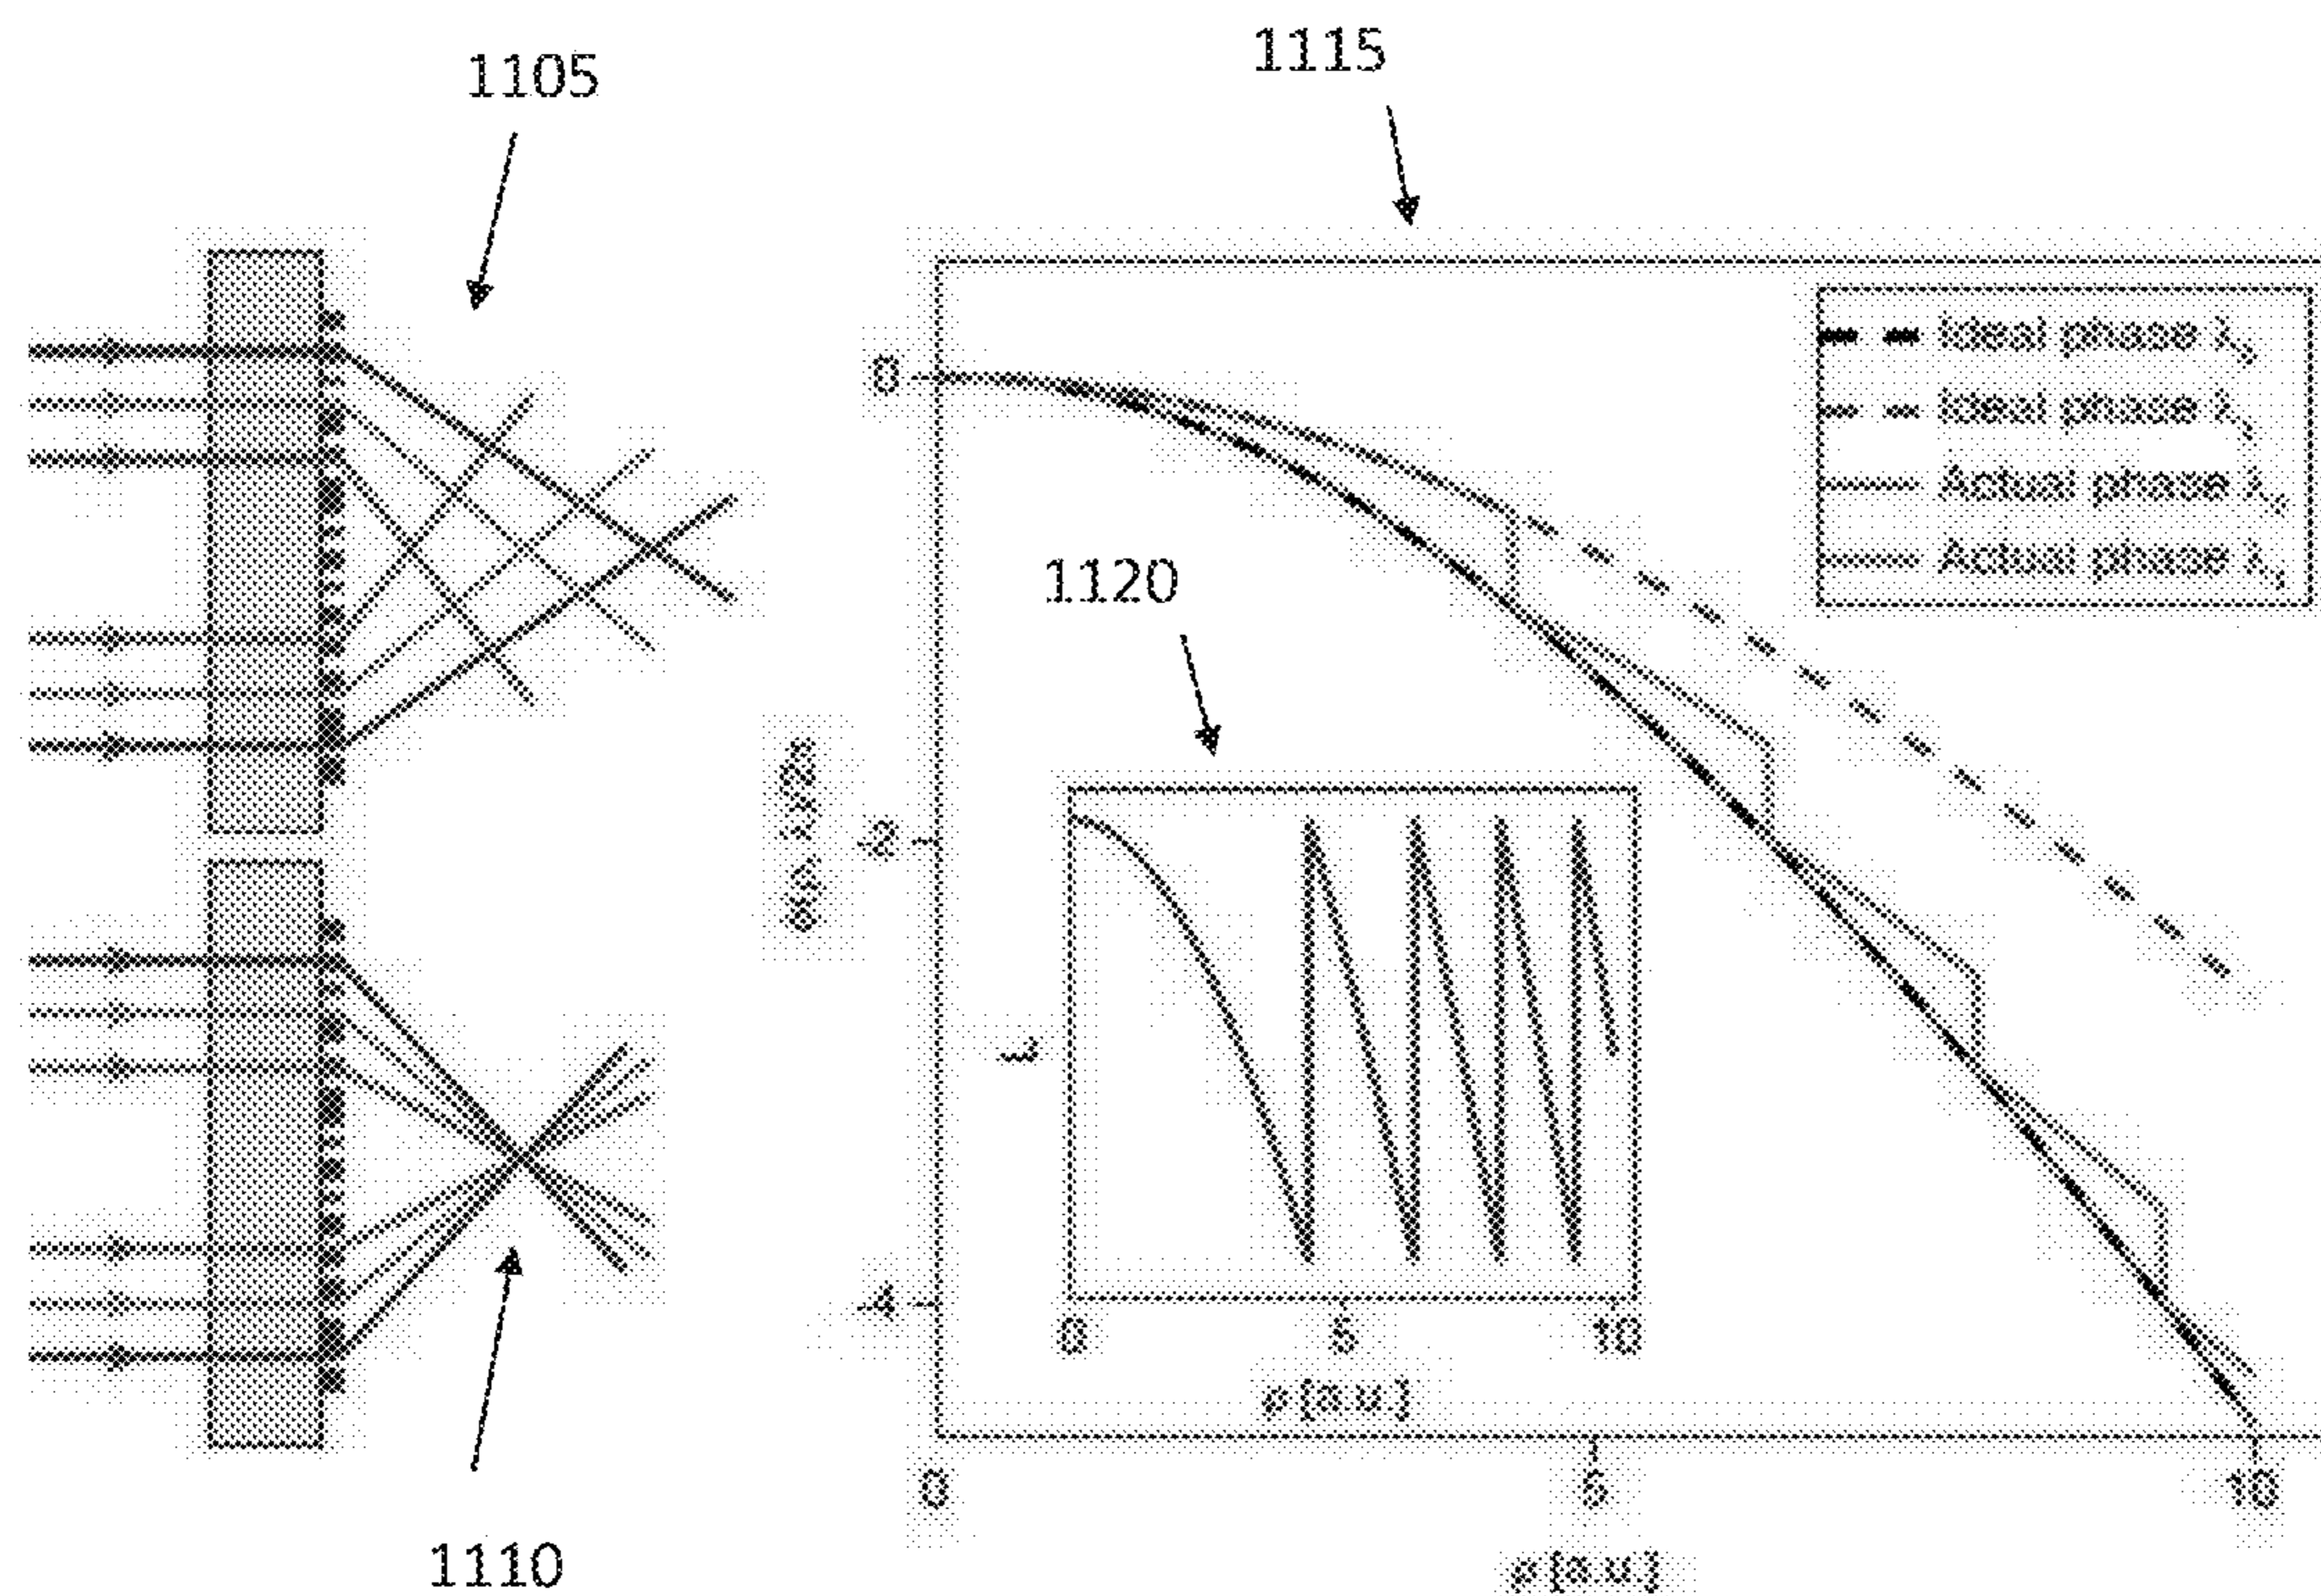 1105
1115
Ideal phase λ
Ideal phase λ
Actual phase λ
Actual phase λ
0
1120
-2
-4
0
5
10
ρ [a.u.]
0
5
10
ρ [a.u.]
1110